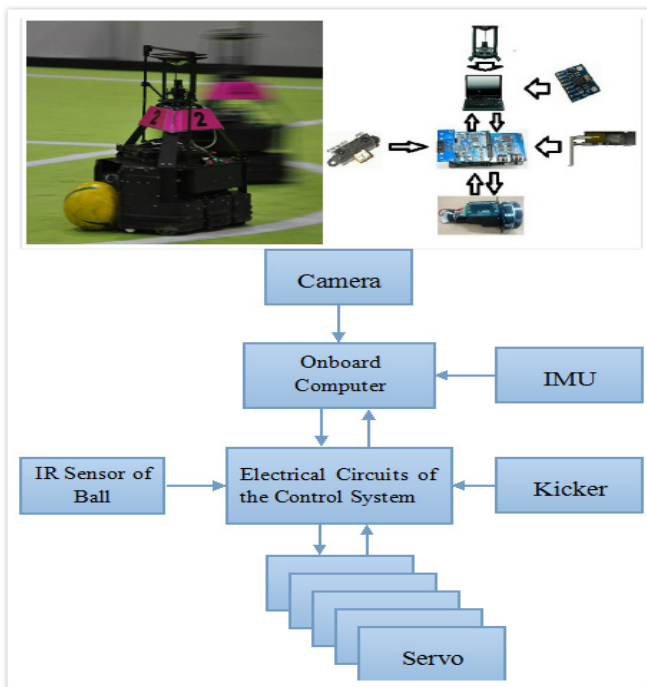 2
2
Camera
Onboard
Computer
IMU
IR Sensor of
Ball
Electrical Circuits of
the Control System
Kicker
Servo